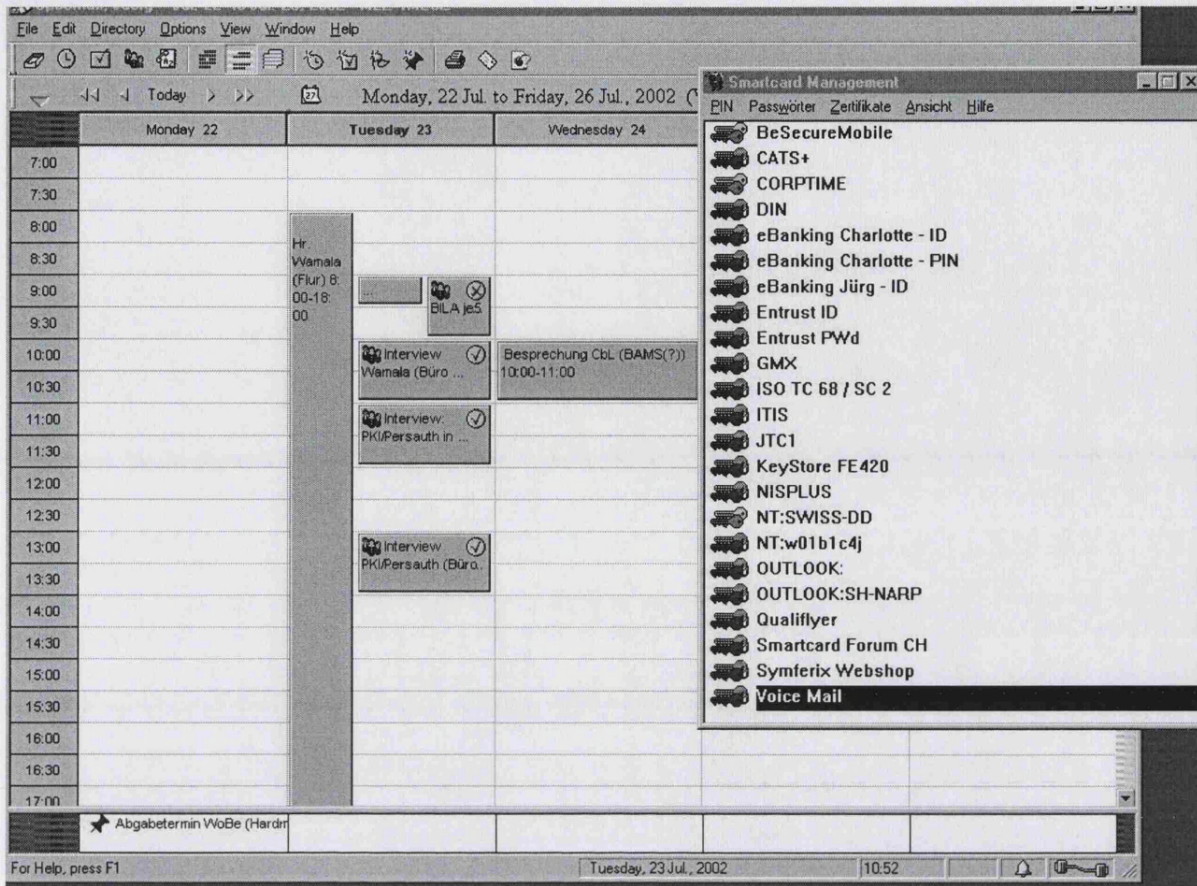 File Edit Directory Options View Window Help
Today
27
Monday, 22 Jul. to Friday, 26 Jul., 2002
Monday 22
Tuesday 23
Wednesday 24
7:00
7:30
8:00
8:30
9:00
9:30
10:00
10:30
11:00
11:30
12:00
12:30
13:00
13:30
14:00
14:30
15:00
15:30
16:00
16:30
17:00
Hr.
Wamala
(Flur) 8:
00-18:
00
...
BILA je5
Interview
Wamala (Büro ...
Interview:
PKI/Persauth in ...
Interview
PKI/Persauth (Büro..
Besprechung CbL (BAMS(?))
10:00-11:00
Abgabetermin WoBe (Hardm
For Help, press F1
Tuesday, 23 Jul., 2002
10:52
Smartcard Management
PIN Passwörter Zertifikate Ansicht Hilfe
BeSecureMobile
CATS+
CORPTIME
DIN
eBanking Charlotte - ID
eBanking Charlotte - PIN
eBanking Jürg - ID
Entrust ID
Entrust PWd
GMX
ISO TC 68 / SC 2
ITIS
JTC1
KeyStore FE420
NISPLUS
NT:SWISS-DD
NT:w01b1c4j
OUTLOOK:
OUTLOOK:SH-NARP
Qualiflyer
Smartcard Forum CH
Symferix Webshop
Voice Mail